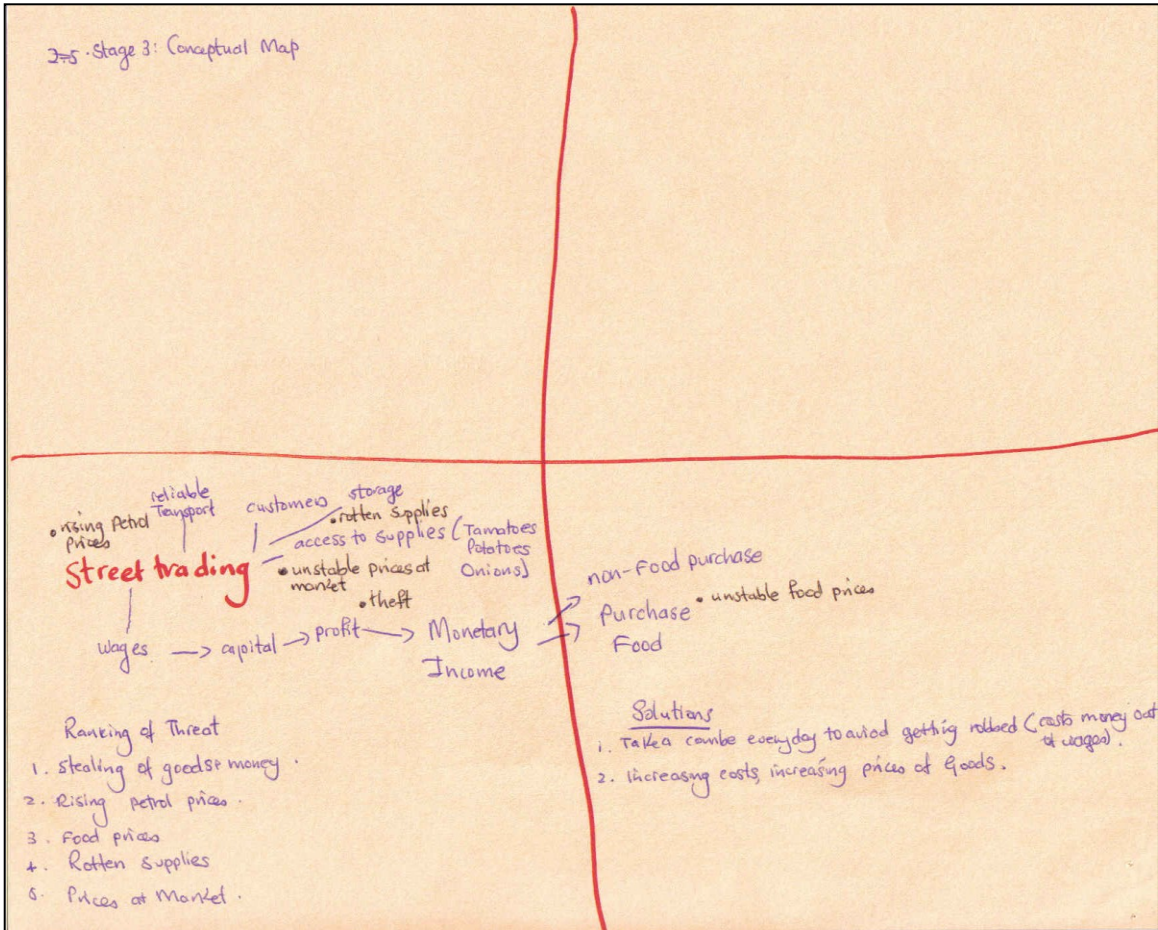 2=5 · Stage 3: Conceptual Map
reliable
Transport
customers
storage
• rising Petrol
Prices
• rotten supplies
access to supplies (Tamatoes
Potatoes
Onions)
Street trading
• unstable prices at
market
• theft
wages → capital → profit → Monetary
Income
non-Food purchase
Purchase
Food
• unstable food prices
Ranking of Threat
1. Stealing of goods & money.
2. Rising petrol prices.
3. Food prices
4. Rotten supplies
5. Prices at Market.
Solutions
1. Take a combe everyday to aviod getting robbed (costs money out
of wages).
2. Increasing costs, increasing prices of Goods.